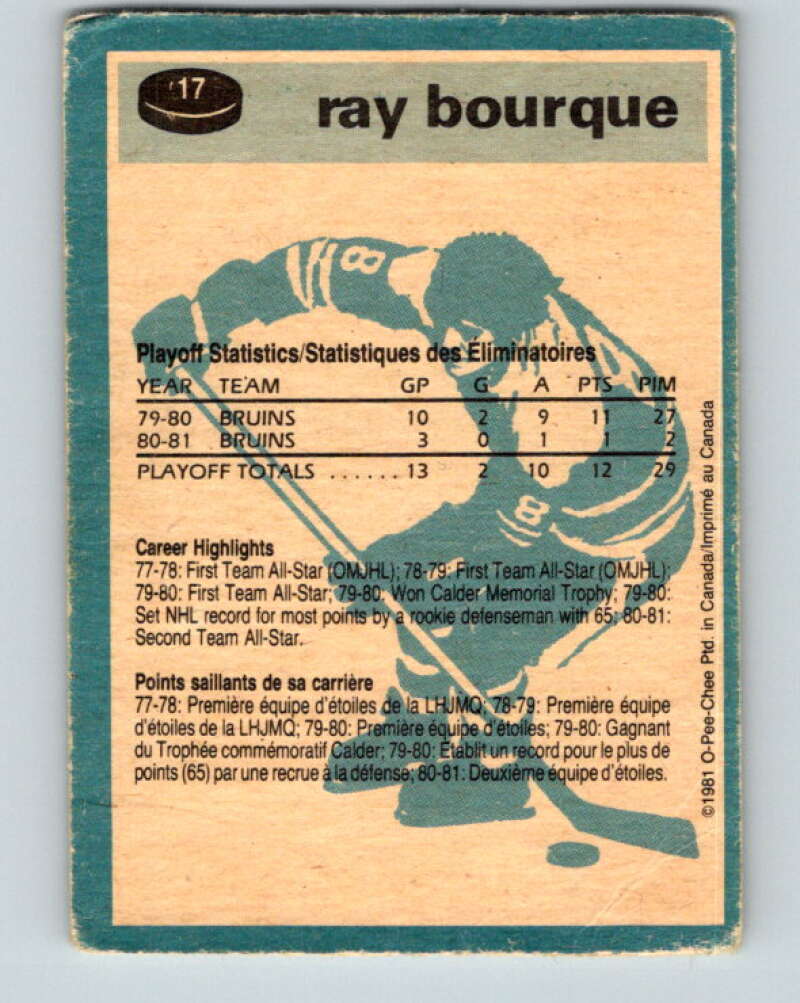 '17
ray bourque
8
Playoff Statistics/Statistiques des Éliminatoires
YEAR TEAM GP G A PTS PIM
79-80 BRUINS 10 2 9 11 27
80-81 BRUINS 3 0 1 1 2
PLAYOFF TOTALS ...... 13 2 10 12 29
8
Career Highlights
77-78: First Team All-Star (OMJHL); 78-79: First Team All-Star (OMJHL);
79-80: First Team All-Star; 79-80: Won Calder Memorial Trophy; 79-80:
Set NHL record for most points by a rookie defenseman with 65; 80-81:
Second Team All-Star.
Points saillants de sa carrière
77-78: Première équipe d'étoiles de la LHJMQ; 78-79: Première équipe
d'étoiles de la LHJMQ; 79-80: Première équipe d'étoiles; 79-80: Gagnant
du Trophée commémoratif Calder; 79-80: Établit un record pour le plus de
points (65) par une recrue à la défense; 80-81: Deuxième équipe d'étoiles.
©1981 O-Pee-Chee Ptd. in Canada/Imprimé au Canada